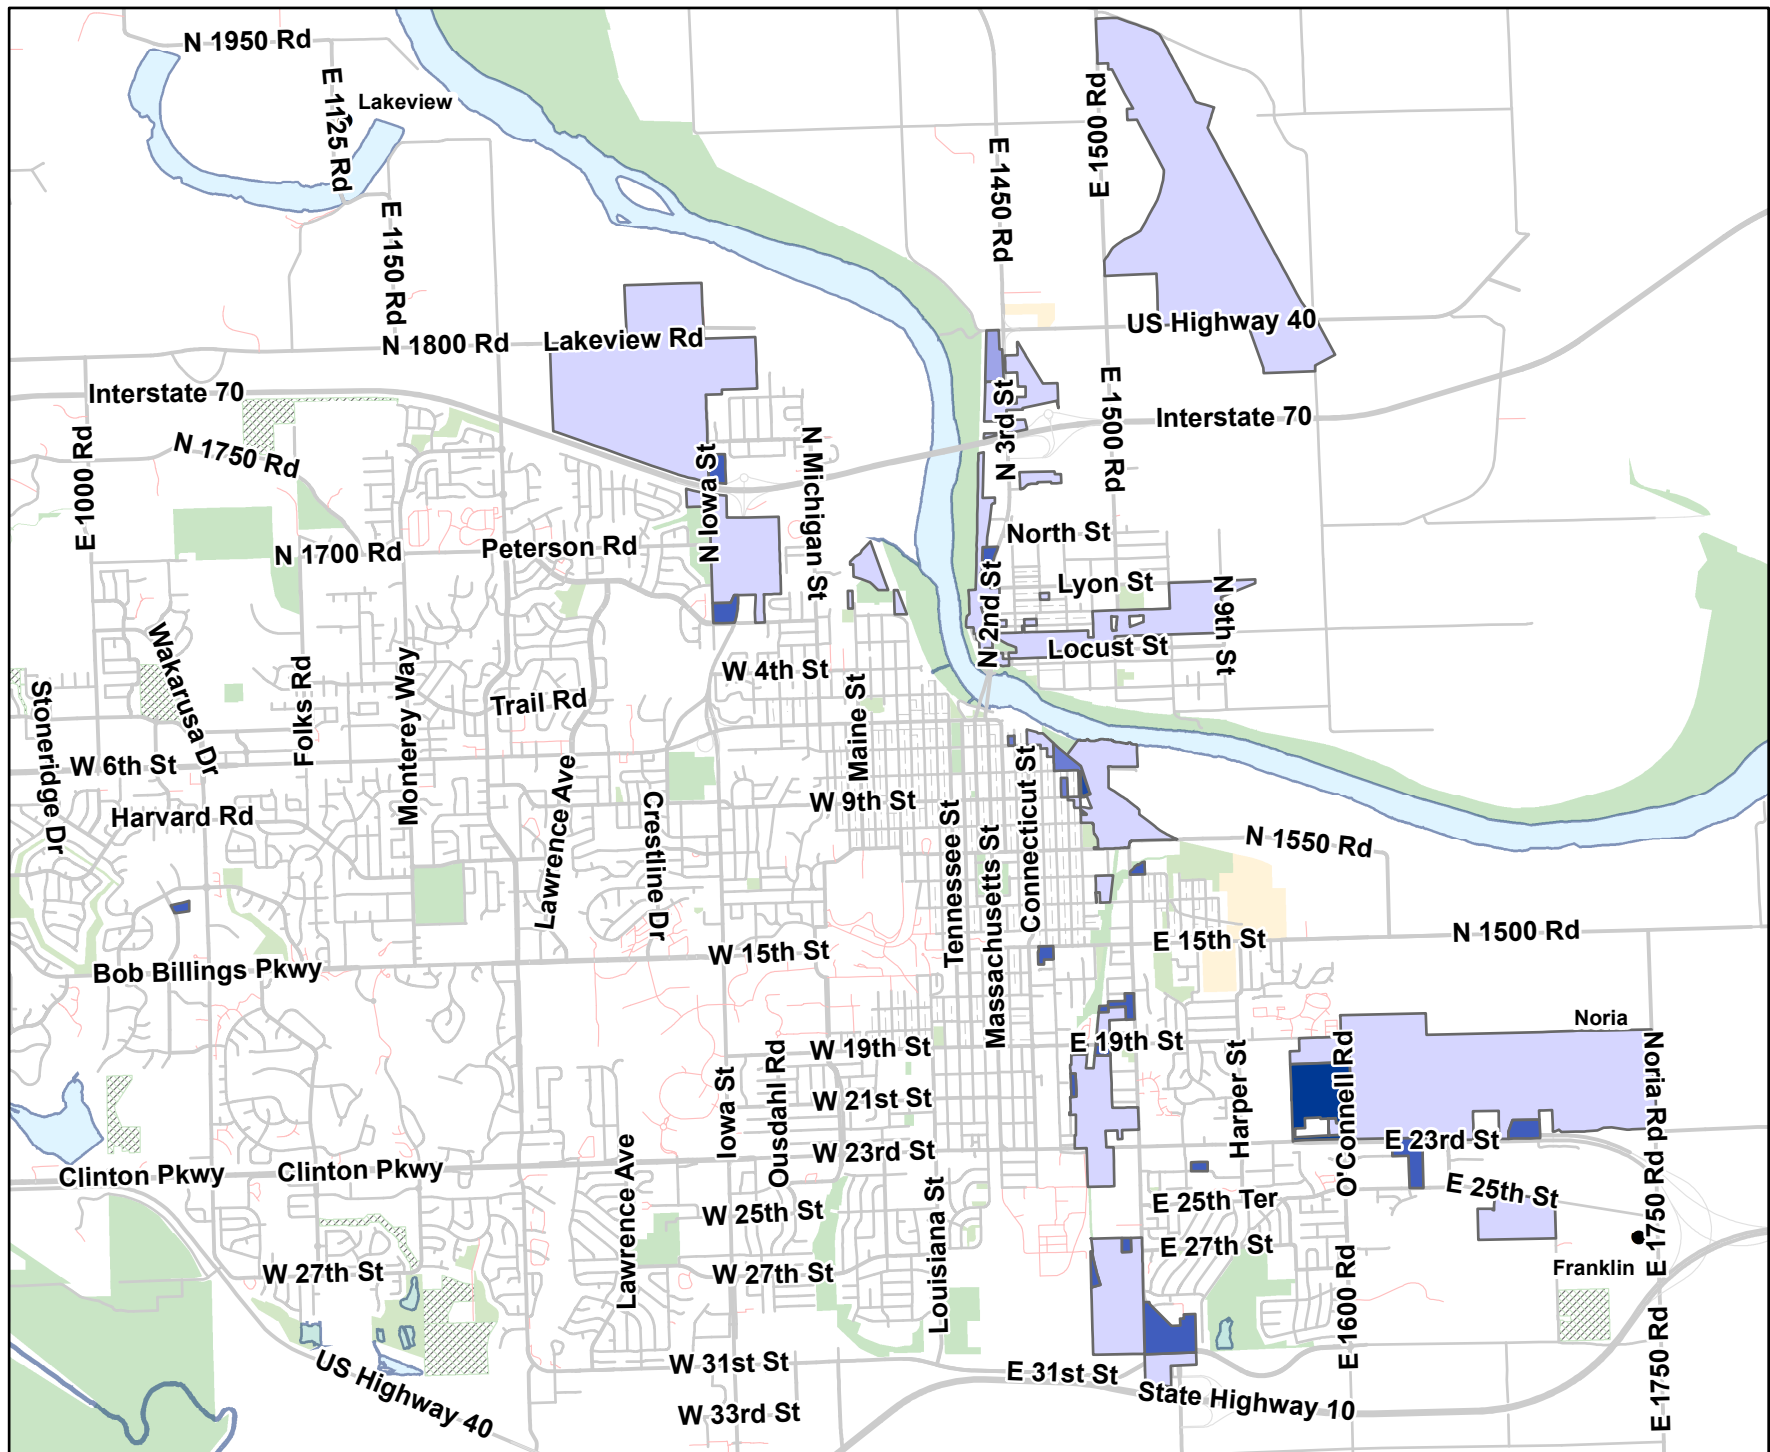 N 1950 Rd
E 1125 Rd
Lakeview
E 1500 Rd
E 1450 Rd
E 1150 Rd
US Highway 40
N 1800 Rd
Lakeview Rd
Interstate 70
N 3rd St
E 1500 Rd
Interstate 70
E 1000 Rd
N 1750 Rd
N Iowa St
N Michigan St
North St
N 1700 Rd
Peterson Rd
Lyon St
N 2nd St
N 9th St
Locust St
Wakarusa Dr
Stoneridge Dr
Folks Rd
Monterey Way
Trail Rd
W 4th St
Maine St
W 6th St
Harvard Rd
Lawrence Ave
Crestline Dr
W 9th St
Tennessee St
Massachusetts St
Connecticut St
N 1550 Rd
Bob Billings Pkwy
W 15th St
E 15th St
N 1500 Rd
Noria
W 19th St
E 19th St
Iowa St
Ousdahl Rd
W 21st St
Harper St
O'Connell Rd
Noria Rd
W 23rd St
E 23rd St
Clinton Pkwy
Clinton Pkwy
Lawrence Ave
W 25th St
Louisiana St
E 25th Ter
E 25th St
E 1750 Rd
E 27th St
W 27th St
W 27th St
Franklin
E 1600 Rd
US Highway 40
W 31st St
E 31st St
State Highway 10
E 1750 Rd
W 33rd St